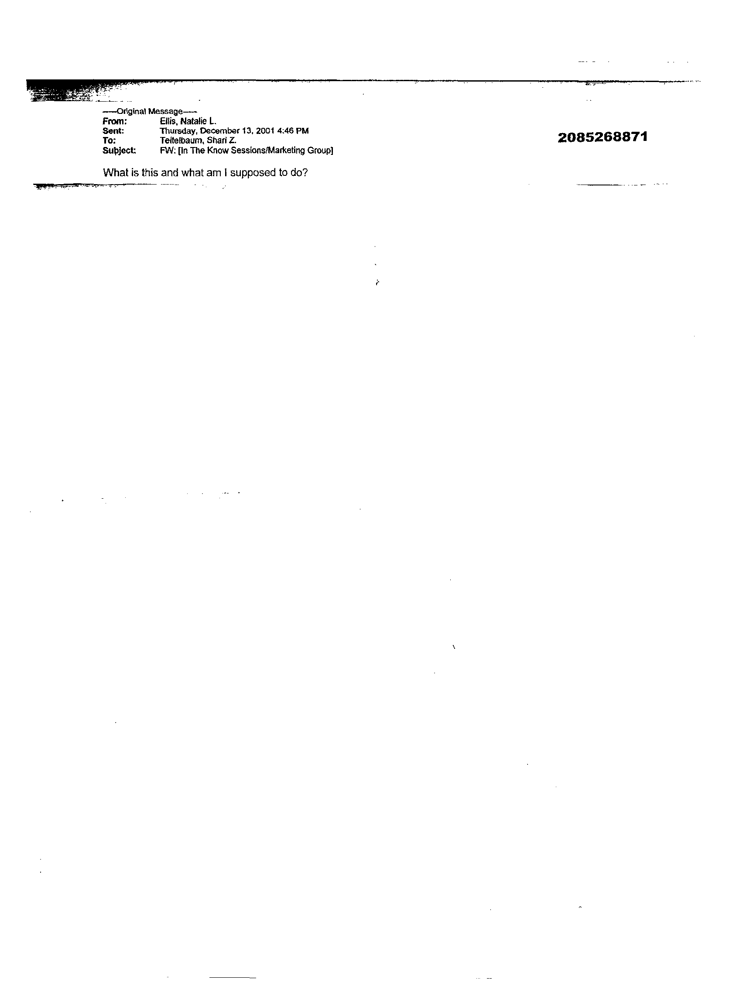 -----Original Message-----
From: Ellis, Natalie L.
Sent: Thursday, December 13, 2001 4:46 PM
To: Teitelbaum, Shari Z.
Subject: FW: [In The Know Sessions/Marketing Group]
2085268871
What is this and what am I supposed to do?